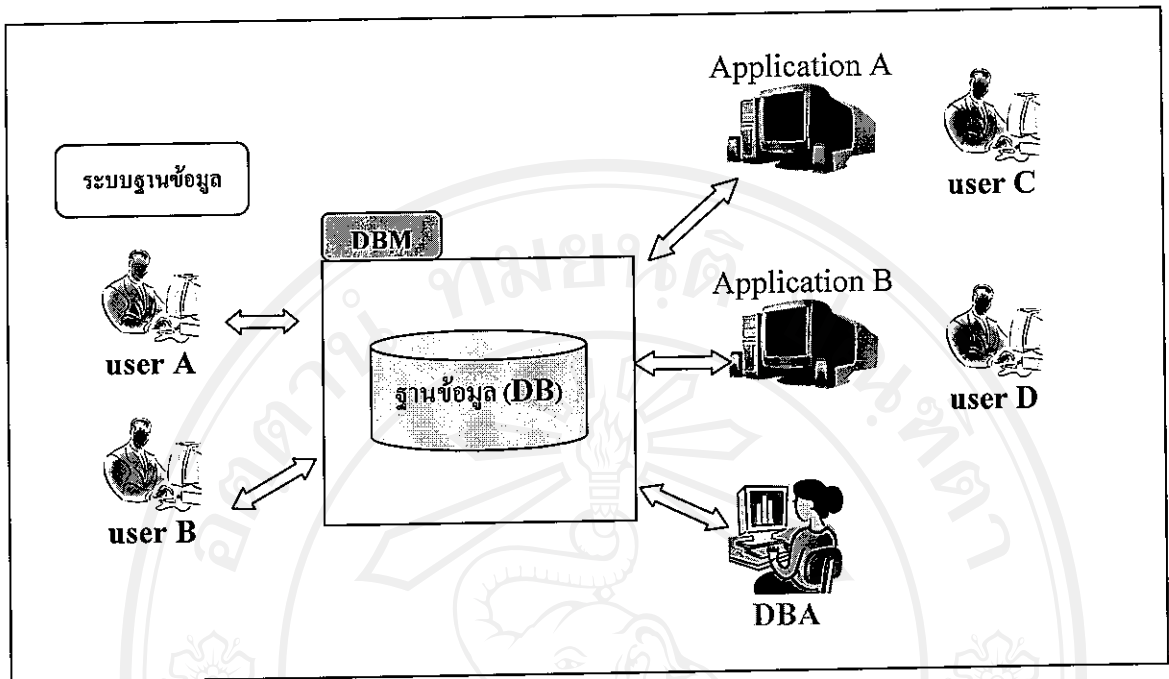 ระบบฐานข้อมูล
user A
user B
DBM
ฐานข้อมูล (DB)
Application A
user C
Application B
user D
DBA